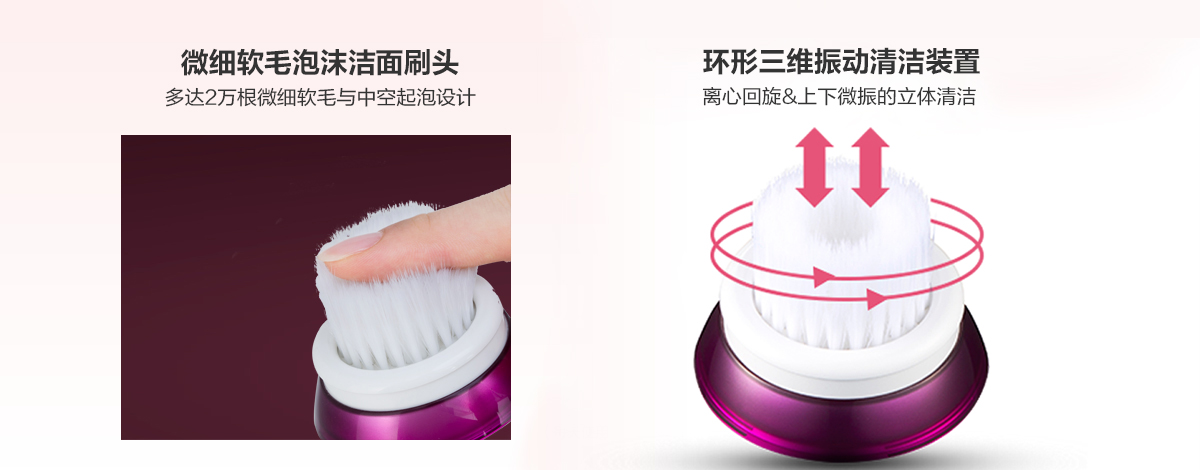 微细软毛泡沫洁面刷头
多达2万根微细软毛与中空起泡设计
环形三维振动清洁装置
离心回旋&上下微振的立体清洁